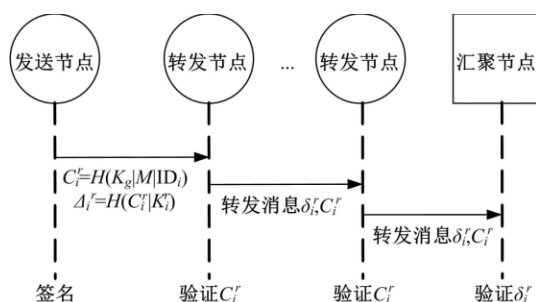 发送节点
转发节点
...
转发节点
汇聚节点
C_i^r=H(K_g|M|ID_i)
Δ_i^r=H(C_i^r|K_i^r)
转发消息δ_i^r,C_i^r
转发消息δ_i^r,C_i^r
签名
验证C_i^r
验证C_i^r
验证δ_i^r